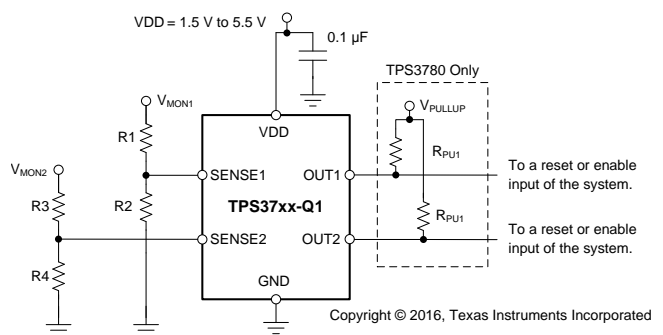 VDD = 1.5 V to 5.5 V
0.1 µF
TPS3780 Only
VMON1
VPULLUP
R1
VDD
RPU1
VMON2
SENSE1
OUT1
To a reset or enable
input of the system.
R3
R2
TPS37xx-Q1
RPU1
SENSE2
OUT2
To a reset or enable
input of the system.
R4
GND
Copyright © 2016, Texas Instruments Incorporated